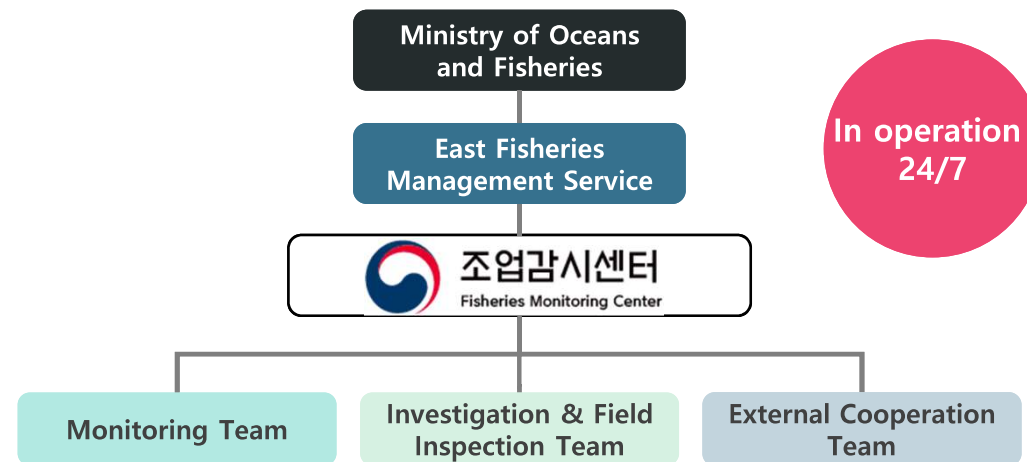 Ministry of Oceans
and Fisheries
In operation
24/7
East Fisheries
Management Service
조업감시센터
Fisheries Monitoring Center
Monitoring Team
Investigation & Field
Inspection Team
External Cooperation
Team